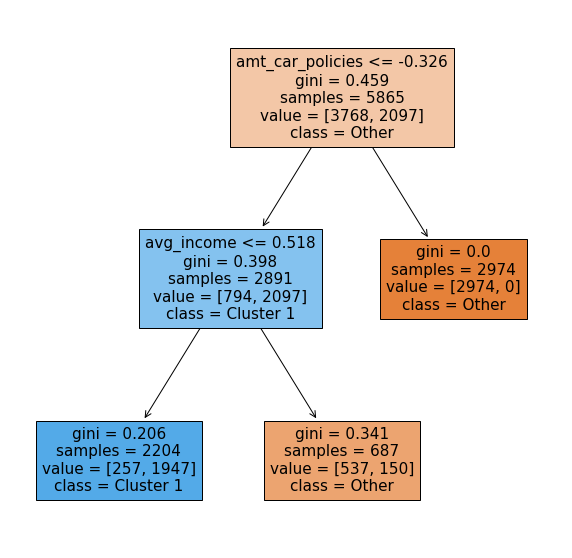 amt_car_policies <= -0.326
gini = 0.459
samples = 5865
value = [3768, 2097]
class = Other
avg_income <= 0.518
gini = 0.398
samples = 2891
value = [794, 2097]
class = Cluster 1
gini = 0.0
samples = 2974
value = [2974, 0]
class = Other
gini = 0.206
samples = 2204
value = [257, 1947]
class = Cluster 1
gini = 0.341
samples = 687
value = [537, 150]
class = Other